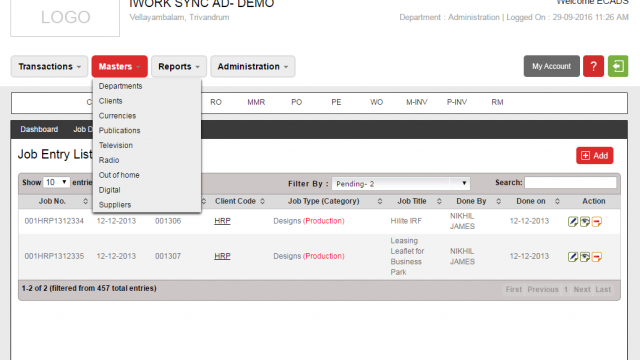 LOGO
IWORK SYNC AD- DEMO
Vellayambalam, Trivandrum
Welcome ECADS
Department : Administration | Logged On : 29-09-2016 11:26 AM
Transactions Masters Reports Administration My Account ?
Departments
Clients
Currencies
Publications
Television
Radio
Out of home
Digital
Suppliers
C RO MMR PO PE WO M-INV P-INV RM
Dashboard Job D
Job Entry List
Add
Show 10 entrie Filter By : Pending- 2 Search:
Job No. Client Code Job Type (Category) Job Title Done By Done on Action
001HRP1312334 12-12-2013 001306 HRP Designs (Production) Hilite IRF NIKHIL JAMES 12-12-2013
001HRP1312335 12-12-2013 001307 HRP Designs (Production) Leasing Leaflet for Business Park NIKHIL JAMES 12-12-2013
1-2 of 2 (filtered from 457 total entries) First Previous 1 Next Last